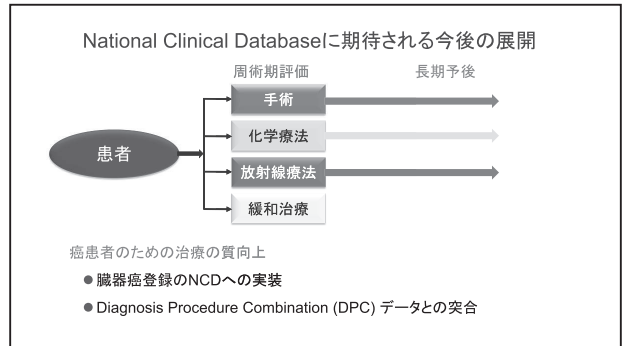 National Clinical Databaseに期待される今後の展開
周術期評価 長期予後
手術
化学療法
患者
放射線療法
緩和治療
癌患者のための治療の質向上
●臓器癌登録のNCDへの実装
●Diagnosis Procedure Combination (DPC) データとの突合